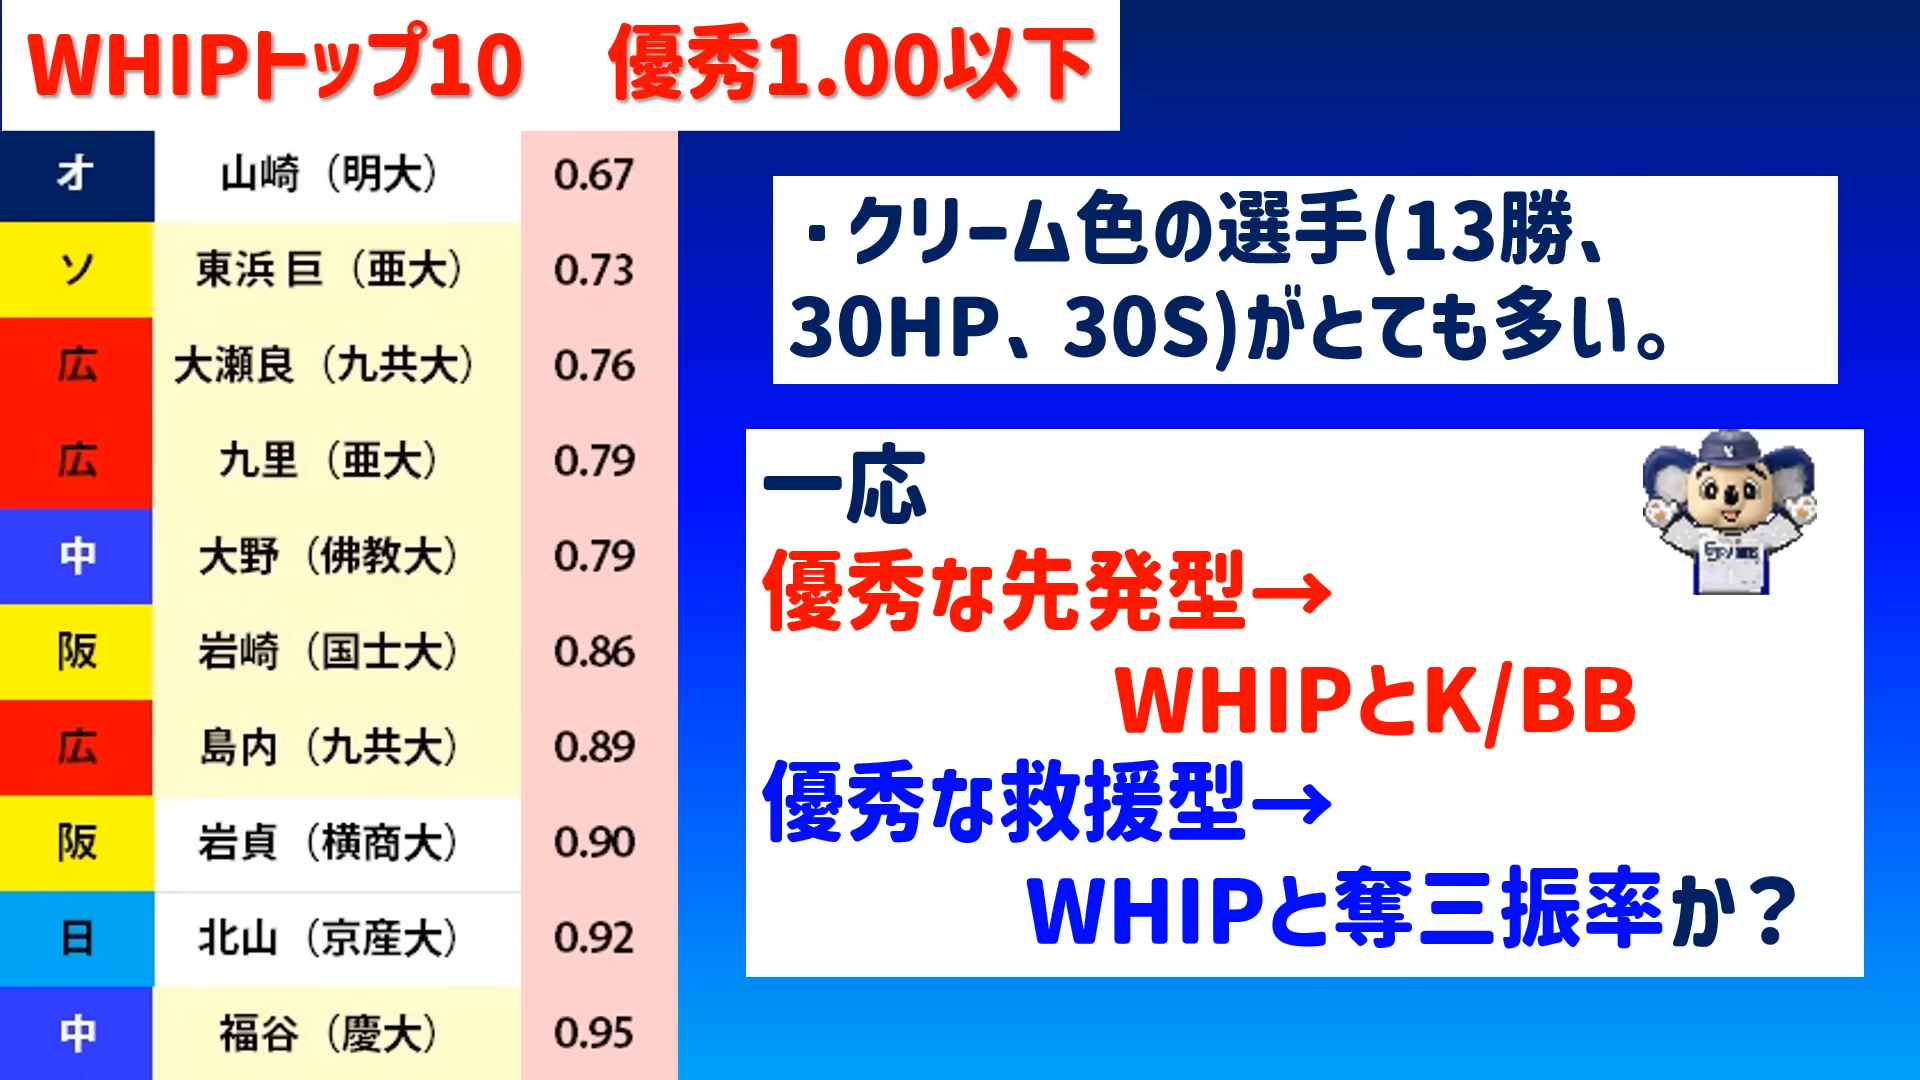 WHIPトップ10　優秀1.00以下
オ 山崎（明大） 0.67
ソ 東浜 巨（亜大） 0.73
広 大瀬良（九共大） 0.76
広 九里（亜大） 0.79
中 大野（佛教大） 0.79
阪 岩崎（国士大） 0.86
広 島内（九共大） 0.89
阪 岩貞（横商大） 0.90
日 北山（京産大） 0.92
中 福谷（慶大） 0.95
・クリーム色の選手(13勝、
30HP、30S)がとても多い。
一応
優秀な先発型→
WHIPとK/BB
優秀な救援型→
WHIPと奪三振率か？